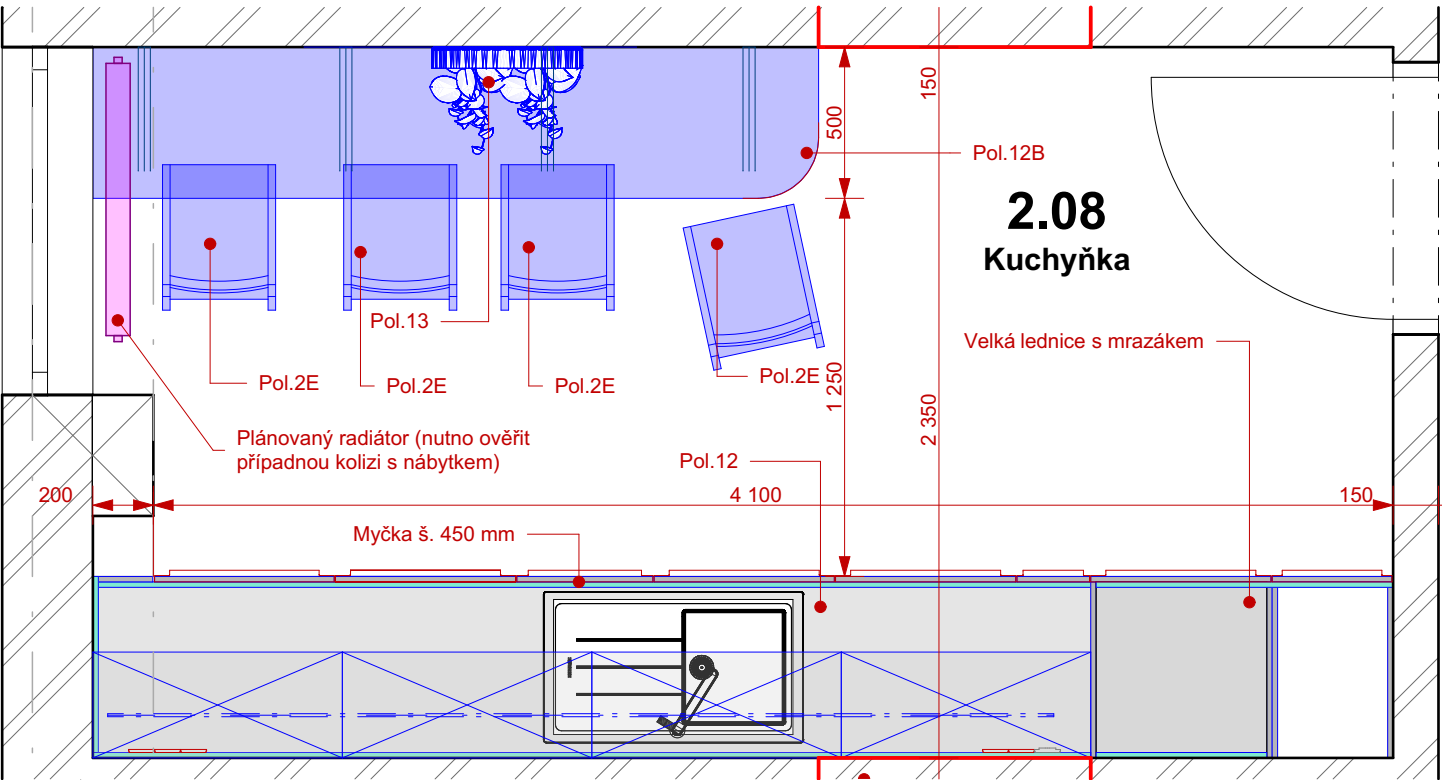 150
500
Pol.12B
2.08
Kuchyňka
Pol.13
Velká lednice s mrazákem
Pol.2E
Pol.2E
Pol.2E
Pol.2E
1 250
2 350
Plánovaný radiátor (nutno ověřit
případnou kolizi s nábytkem)
Pol.12
200
4 100
150
Myčka š. 450 mm